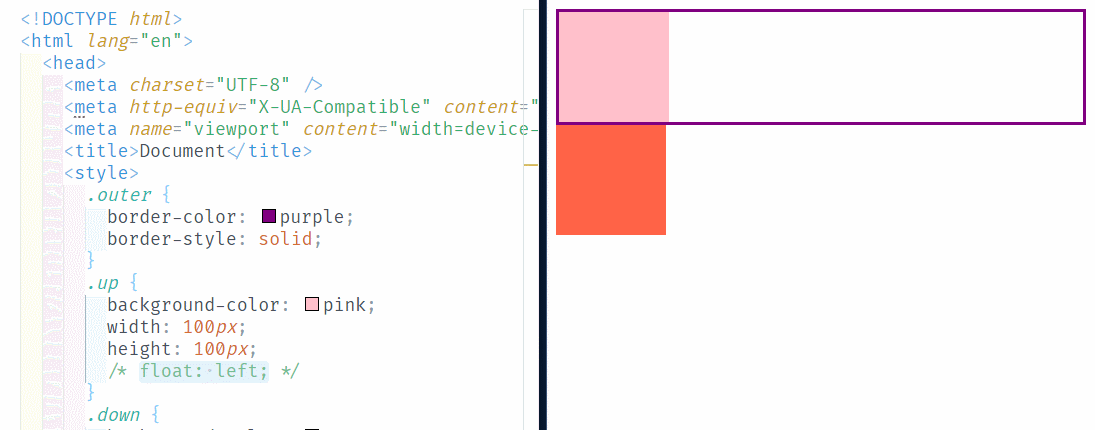 <!DOCTYPE html>
<html lang="en">
<head>
<meta charset="UTF-8" />
<meta http-equiv="X-UA-Compatible" content="
<meta name="viewport" content="width=device-
<title>Document</title>
<style>
.outer {
border-color: purple;
border-style: solid;
}
.up {
background-color: pink;
width: 100px;
height: 100px;
/* float: left; */
}
.down {